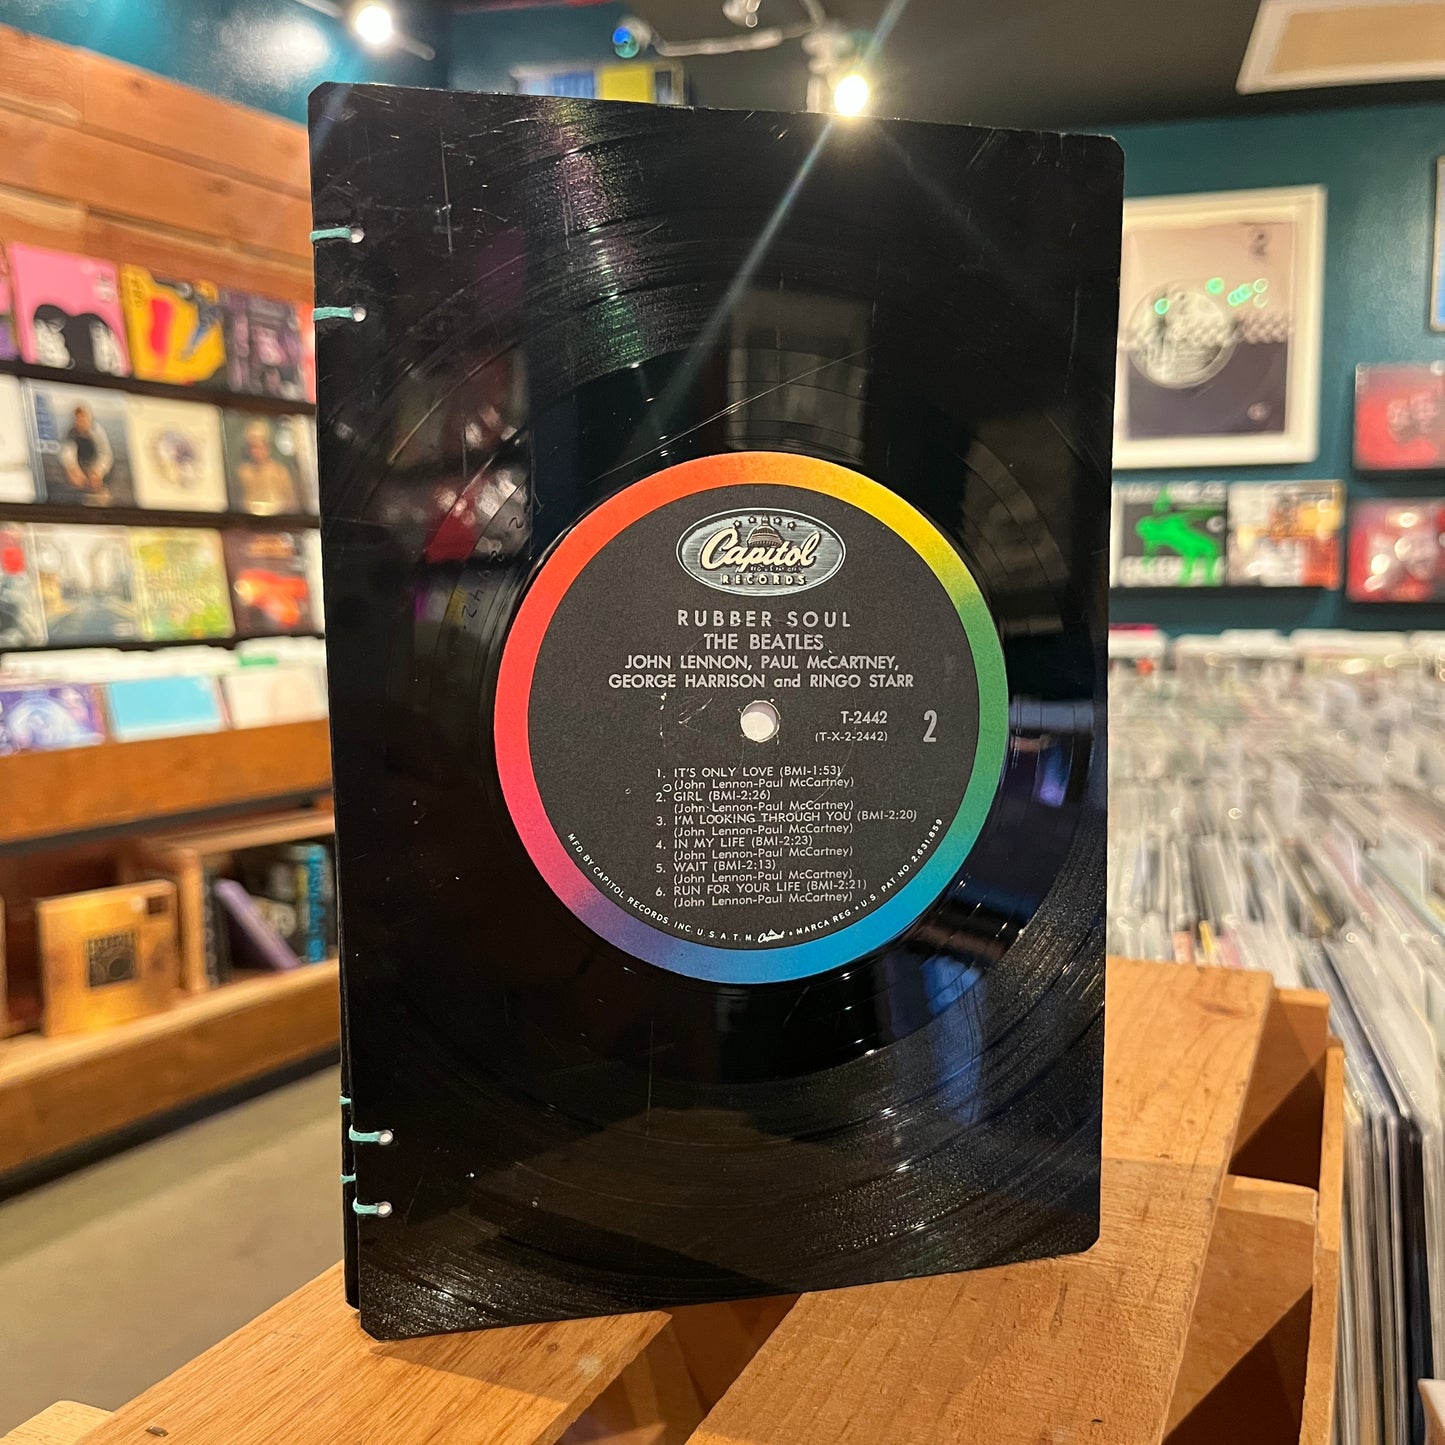 Capitol
RECORDS
RUBBER SOUL
THE BEATLES
JOHN LENNON, PAUL McCARTNEY,
GEORGE HARRISON and RINGO STARR
T-2442
(T-X-2-2442)
2
1. IT'S ONLY LOVE (BMI-1:53)
(John Lennon-Paul McCartney)
2. GIRL (BMI-2:26)
(John Lennon-Paul McCartney)
3. I'M LOOKING THROUGH YOU (BMI-2:20)
(John Lennon-Paul McCartney)
4. IN MY LIFE (BMI-2:23)
(John Lennon-Paul McCartney)
5. WAIT (BMI-2:13)
(John Lennon-Paul McCartney)
6. RUN FOR YOUR LIFE (BMI-2:21)
(John Lennon-Paul McCartney)
MFD. BY CAPITOL RECORDS, INC. U. S. A. T. M. Capitol • MARCA REG. • U. S. PAT. NO. 2,631,859